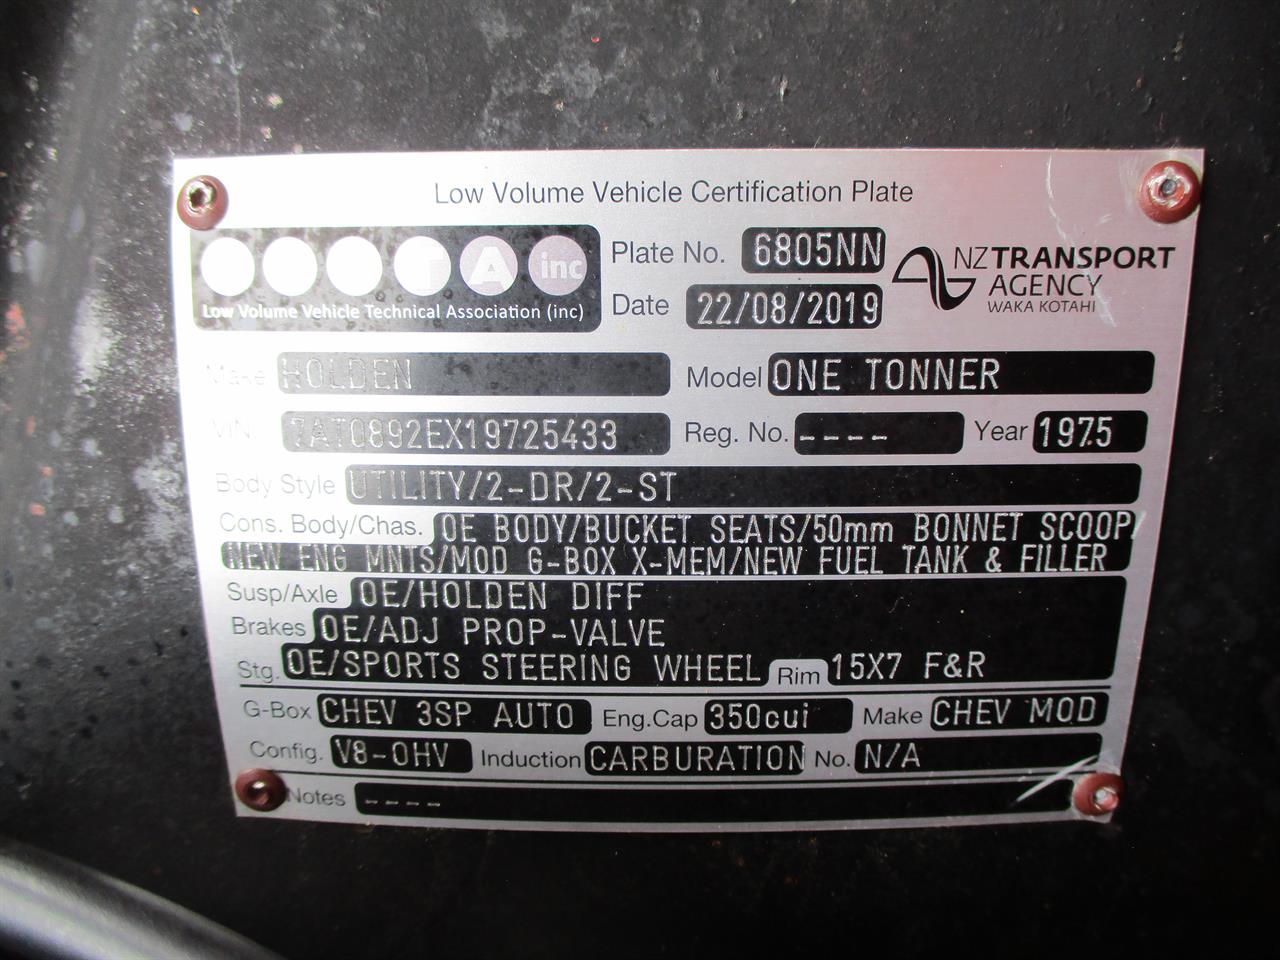 Low Volume Vehicle Certification Plate
TA inc
Low Volume Vehicle Technical Association (inc)
Plate No. 6805NN
Date 22/08/2019
NZTRANSPORT
AGENCY
WAKA KOTAHI
Make HOLDEN Model ONE TONNER
VIN. 7AT0892EX19725433 Reg. No. ---- Year 1975
Body Style UTILITY/2-DR/2-ST
Cons. Body/Chas. OE BODY/BUCKET SEATS/50mm BONNET SCOOP/
NEW ENG MNTS/MOD G-BOX X-MEM/NEW FUEL TANK & FILLER
Susp/Axle OE/HOLDEN DIFF
Brakes OE/ADJ PROP-VALVE
Stg. OE/SPORTS STEERING WHEEL Rim 15X7 F&R
G-Box CHEV 3SP AUTO Eng.Cap 350cui Make CHEV MOD
Config. V8-OHV Induction CARBURATION No. N/A
Notes ----